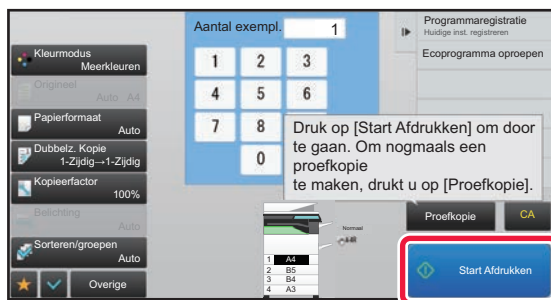 Aantal exempl. 1
Programmaregistratie
Huidige inst. registreren
Ecoprogramma oproepen
Kleurmodus
Meerkleuren
Origineel
Auto A4
Papierformaat
Auto
Dubbelz. Kopie
1-Zijdig→1-Zijdig
Kopieerfactor
100%
Belichting
Auto
Sorteren/groepen
Auto
Overige
1 2 3
4 5 6
7 8
0
Druk op [Start Afdrukken] om door
te gaan. Om nogmaals een
proefkopie
te maken, drukt u op [Proefkopie].
Normaal
1 A4
2 B5
3 B4
4 A3
Proefkopie
CA
Start Afdrukken